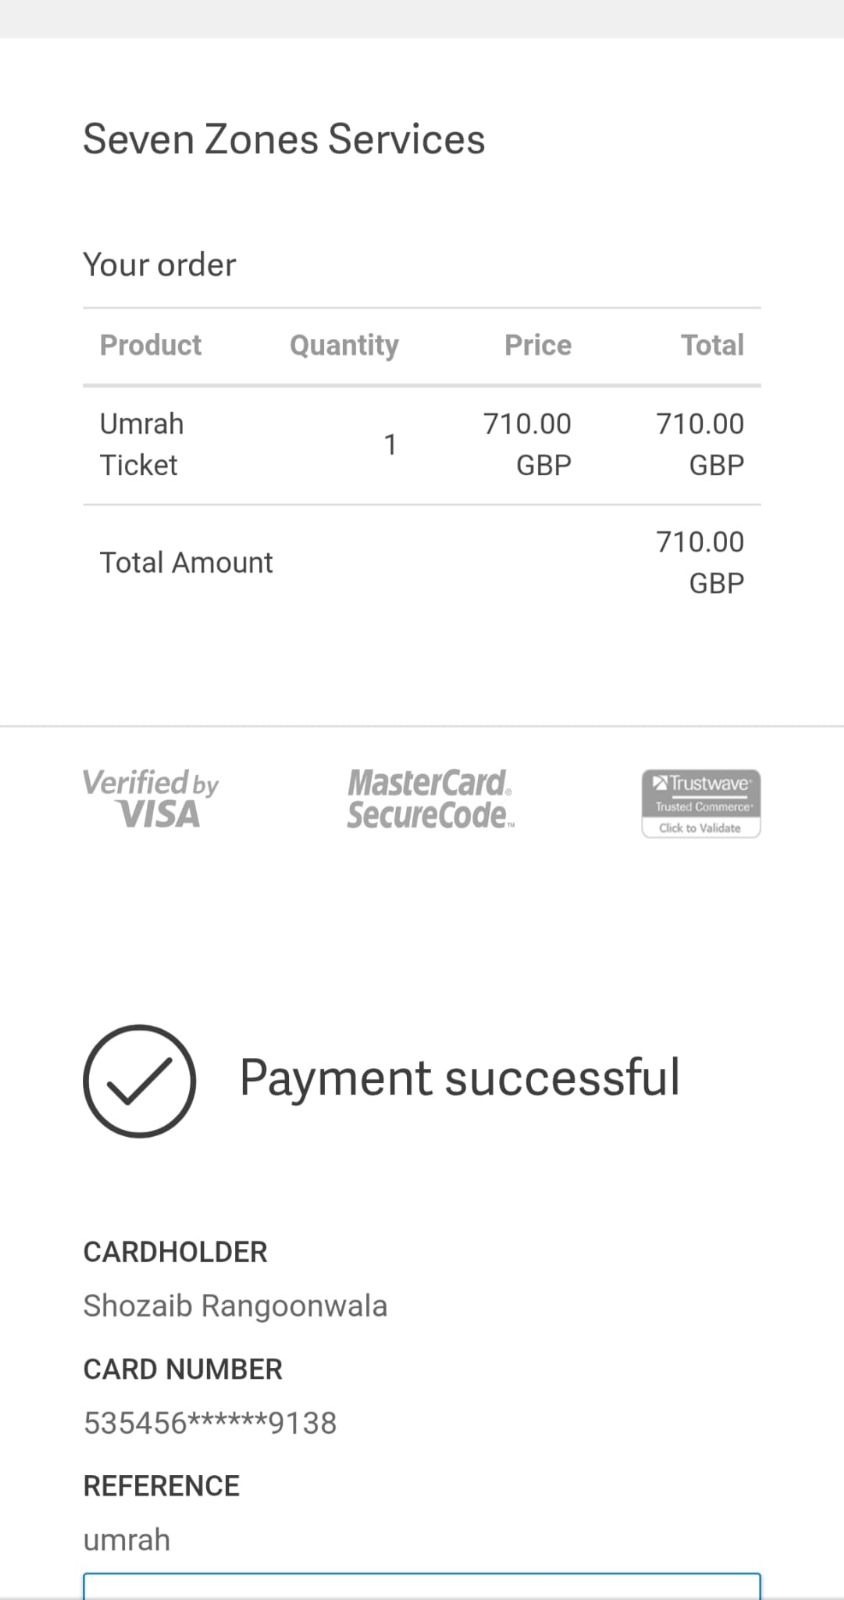 Seven Zones Services
Your order
Product Quantity Price Total
Umrah Ticket 1 710.00 GBP 710.00 GBP
Total Amount 710.00 GBP
Verified by VISA
MasterCard. SecureCode.™
Trustwave®
Trusted Commerce®
Click to Validate
Payment successful
CARDHOLDER
Shozaib Rangoonwala
CARD NUMBER
535456******9138
REFERENCE
umrah